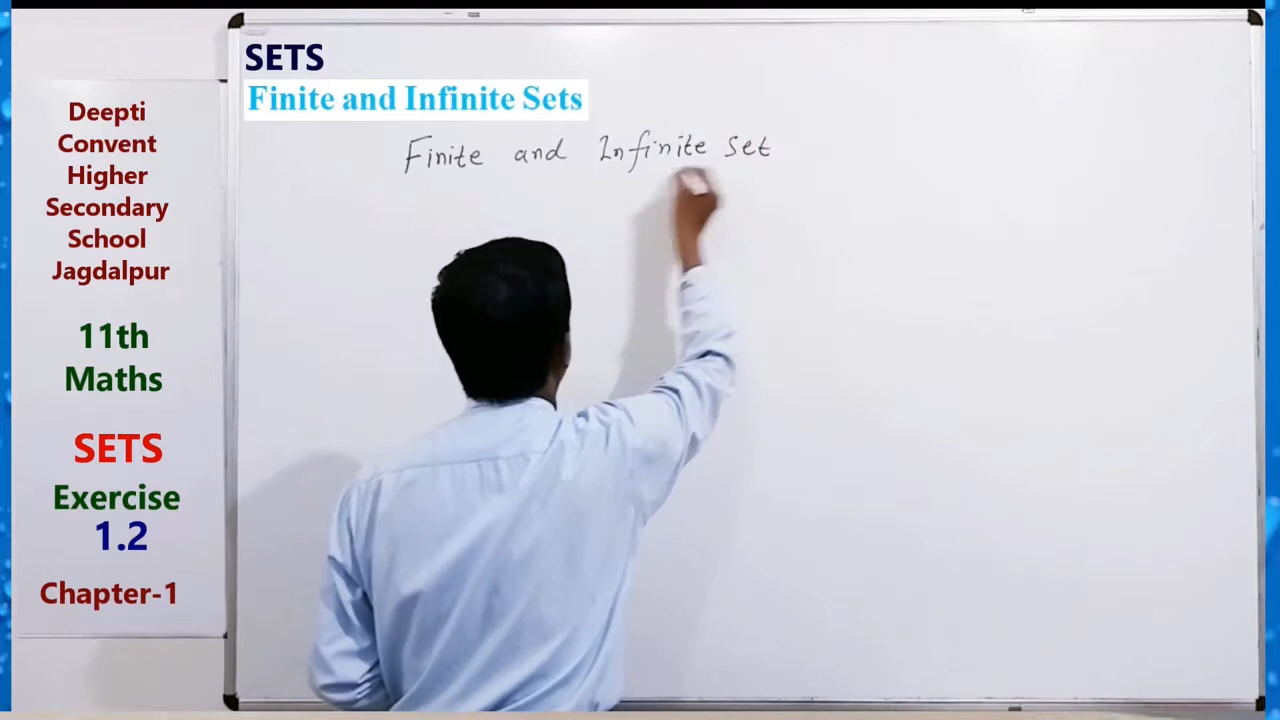 Deepti
Convent
Higher
Secondary
School
Jagdalpur
11th
Maths
SETS
Exercise
1.2
Chapter-1
SETS
Finite and Infinite Sets
Finite and Infinite set